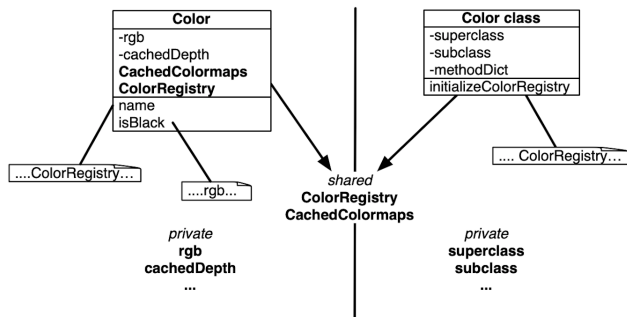 Color
-rgb
-cachedDepth
CachedColormaps
ColorRegistry
name
isBlack
....ColorRegistry...
....rgb...
Color class
-superclass
-subclass
-methodDict
initializeColorRegistry
.... ColorRegistry...
shared
ColorRegistry
CachedColormaps
private
rgb
cachedDepth
...
private
superclass
subclass
...